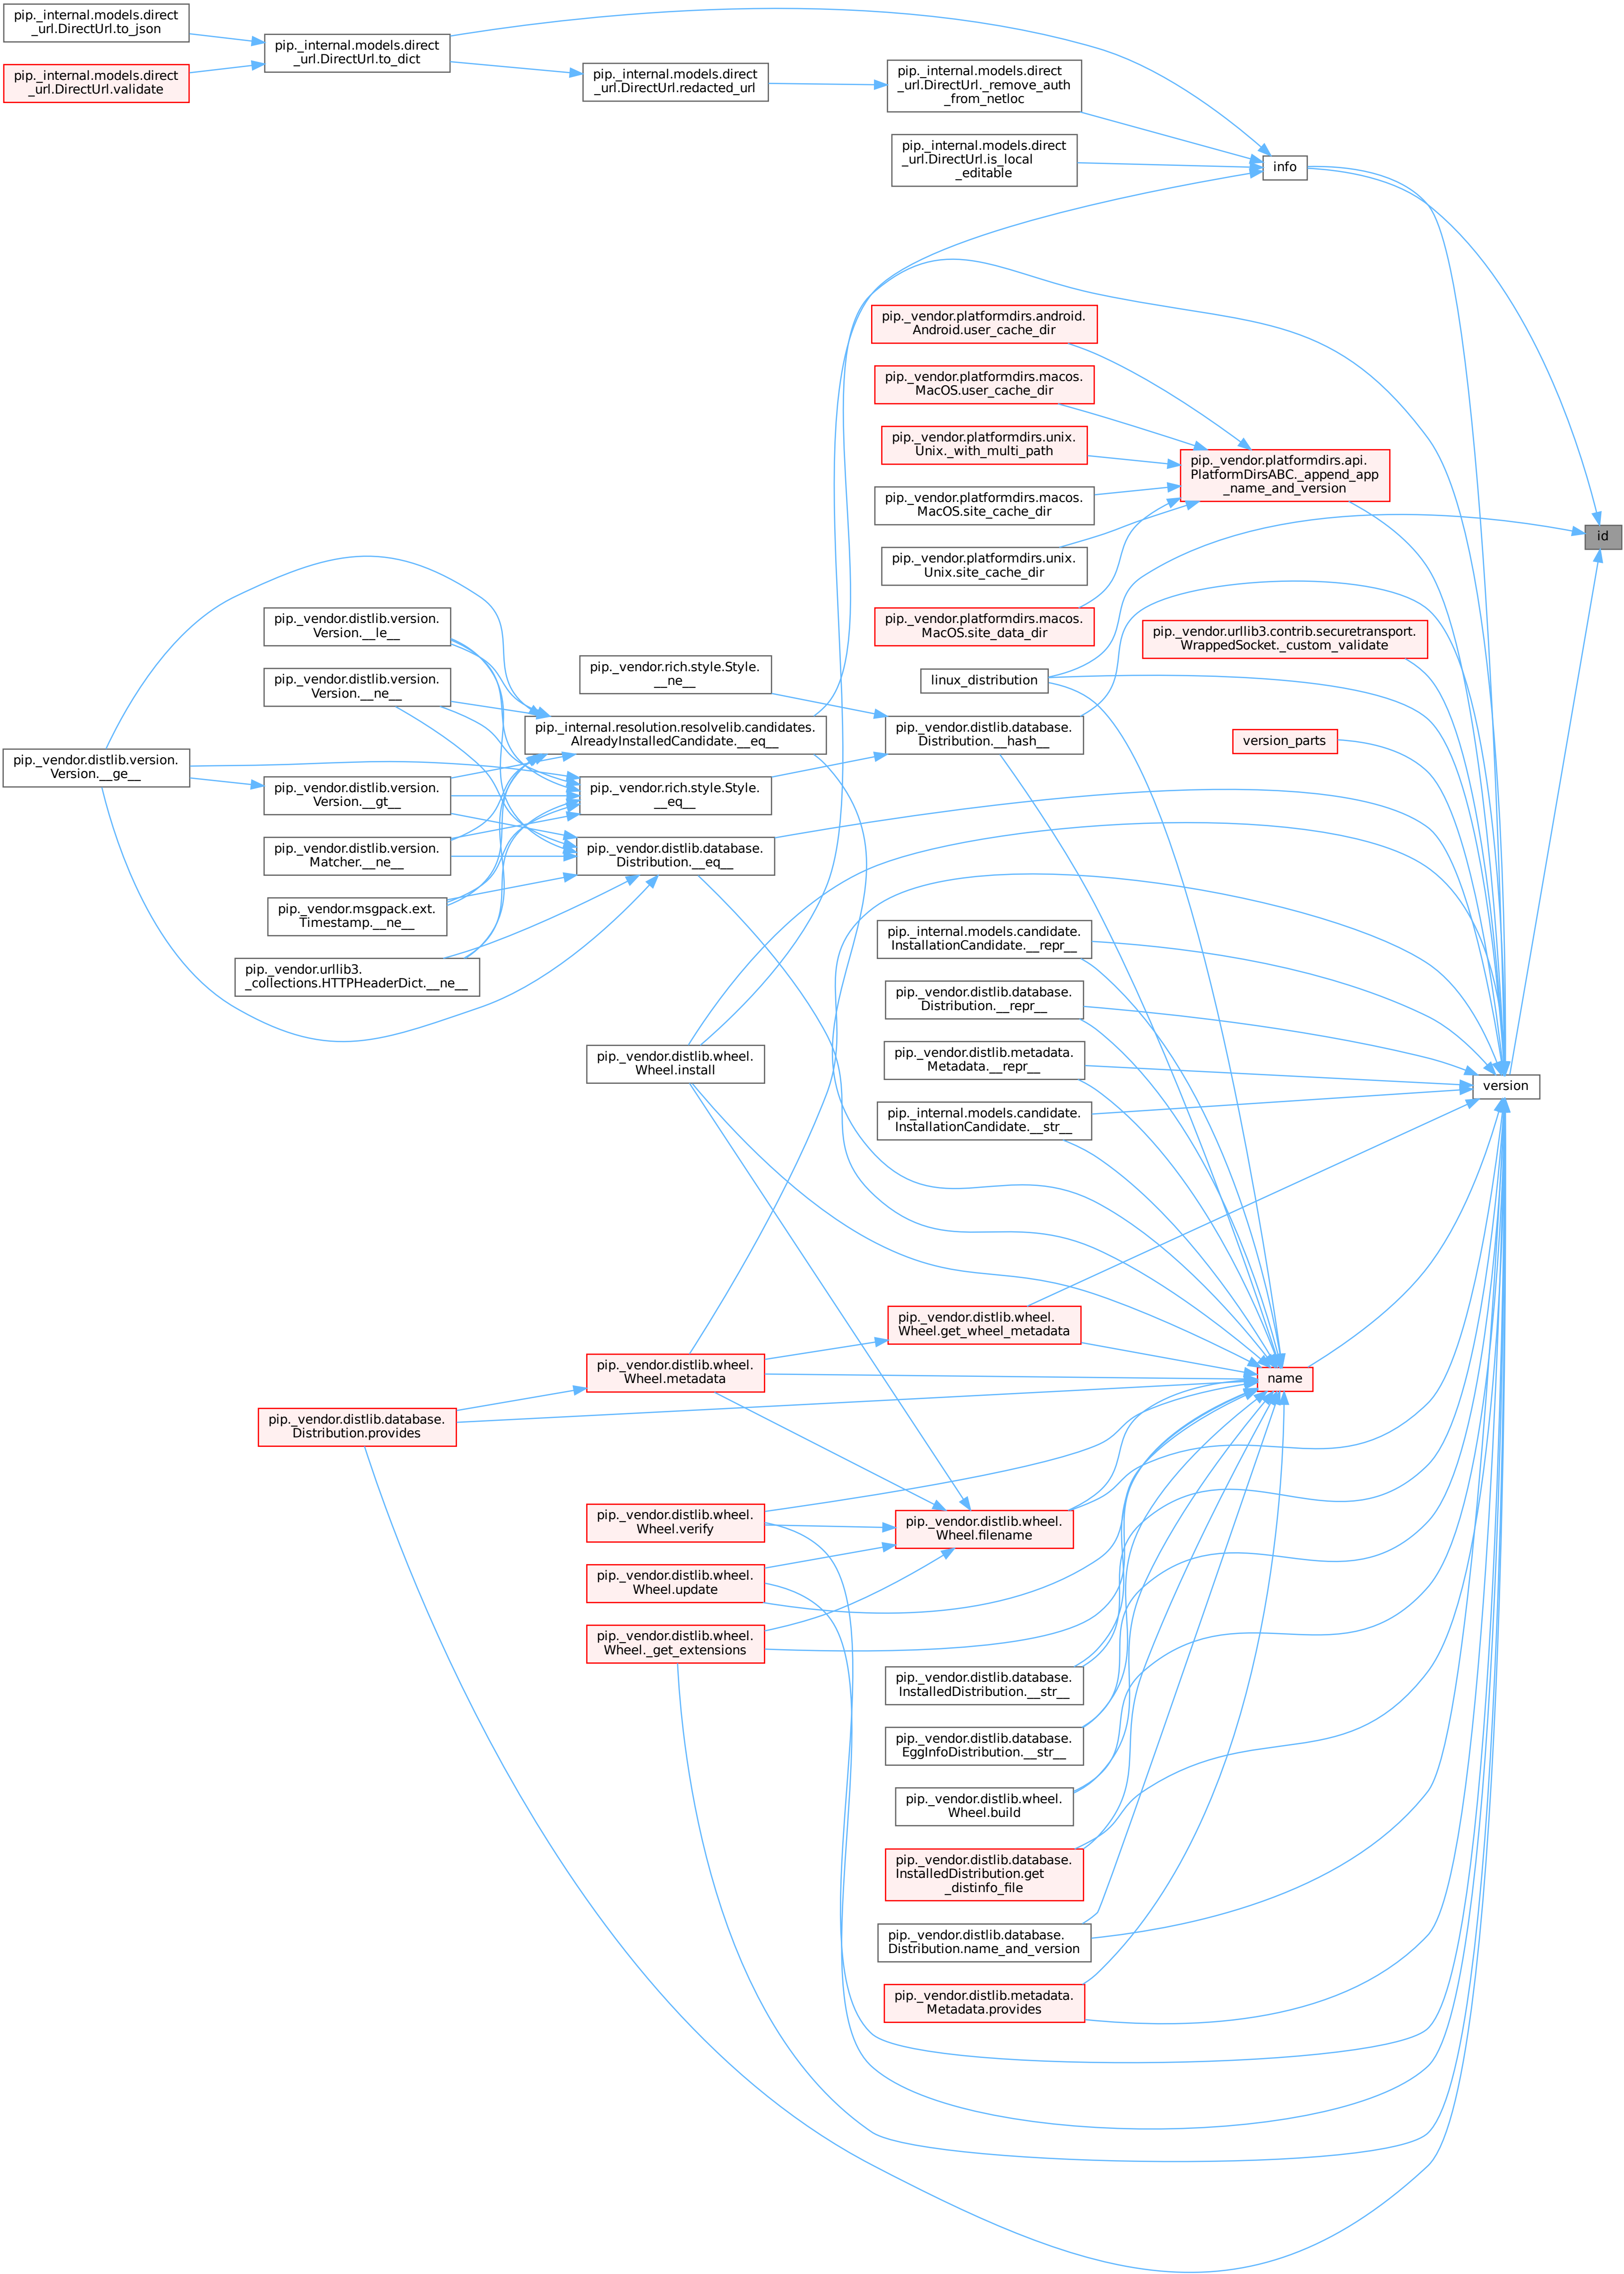 pip._internal.models.direct
_url.DirectUrl.to_json
pip._internal.models.direct
_url.DirectUrl.validate
pip._internal.models.direct
_url.DirectUrl.to_dict
pip._internal.models.direct
_url.DirectUrl.redacted_url
pip._internal.models.direct
_url.DirectUrl._remove_auth
_from_netloc
pip._internal.models.direct
_url.DirectUrl.is_local
_editable
info
pip._vendor.platformdirs.android.
Android.user_cache_dir
pip._vendor.platformdirs.macos.
MacOS.user_cache_dir
pip._vendor.platformdirs.unix.
Unix._with_multi_path
pip._vendor.platformdirs.macos.
MacOS.site_cache_dir
pip._vendor.platformdirs.unix.
Unix.site_cache_dir
pip._vendor.platformdirs.macos.
MacOS.site_data_dir
pip._vendor.platformdirs.api.
PlatformDirsABC._append_app
_name_and_version
id
pip._vendor.urllib3.contrib.securetransport.
WrappedSocket._custom_validate
linux_distribution
version_parts
pip._vendor.distlib.version.
Version.__le__
pip._vendor.distlib.version.
Version.__ne__
pip._vendor.distlib.version.
Version.__ge__
pip._vendor.distlib.version.
Version.__gt__
pip._vendor.distlib.version.
Matcher.__ne__
pip._vendor.msgpack.ext.
Timestamp.__ne__
pip._vendor.urllib3.
_collections.HTTPHeaderDict.__ne__
pip._vendor.rich.style.Style.
__ne__
pip._internal.resolution.resolvelib.candidates.
AlreadyInstalledCandidate.__eq__
pip._vendor.rich.style.Style.
__eq__
pip._vendor.distlib.database.
Distribution.__eq__
pip._vendor.distlib.database.
Distribution.__hash__
pip._internal.models.candidate.
InstallationCandidate.__repr__
pip._vendor.distlib.database.
Distribution.__repr__
pip._vendor.distlib.metadata.
Metadata.__repr__
pip._internal.models.candidate.
InstallationCandidate.__str__
pip._vendor.distlib.wheel.
Wheel.install
version
pip._vendor.distlib.wheel.
Wheel.get_wheel_metadata
pip._vendor.distlib.wheel.
Wheel.metadata
name
pip._vendor.distlib.database.
Distribution.provides
pip._vendor.distlib.wheel.
Wheel.verify
pip._vendor.distlib.wheel.
Wheel.filename
pip._vendor.distlib.wheel.
Wheel.update
pip._vendor.distlib.wheel.
Wheel._get_extensions
pip._vendor.distlib.database.
InstalledDistribution.__str__
pip._vendor.distlib.database.
EggInfoDistribution.__str__
pip._vendor.distlib.wheel.
Wheel.build
pip._vendor.distlib.database.
InstalledDistribution.get
_distinfo_file
pip._vendor.distlib.database.
Distribution.name_and_version
pip._vendor.distlib.metadata.
Metadata.provides